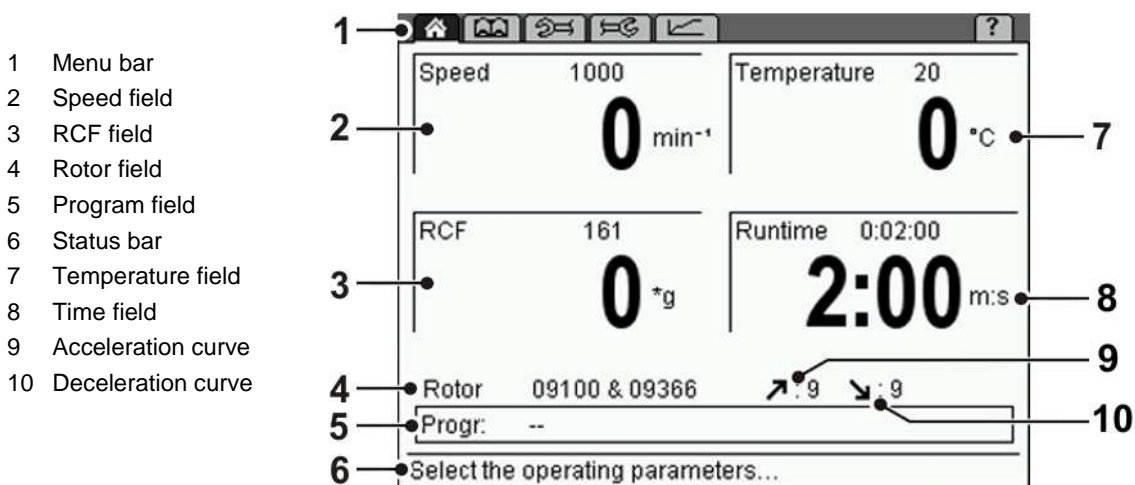 1 Menu bar
2 Speed field
3 RCF field
4 Rotor field
5 Program field
6 Status bar
7 Temperature field
8 Time field
9 Acceleration curve
10 Deceleration curve
1
?
Speed 1000
0 min⁻¹
2
Temperature 20
0 °C
7
RCF 161
0 *g
3
Runtime 0:02:00
2:00 m:s
8
9
4
Rotor 09100 & 09366 ↗ : 9 ↘ : 9
10
5
Progr: --
6
Select the operating parameters...